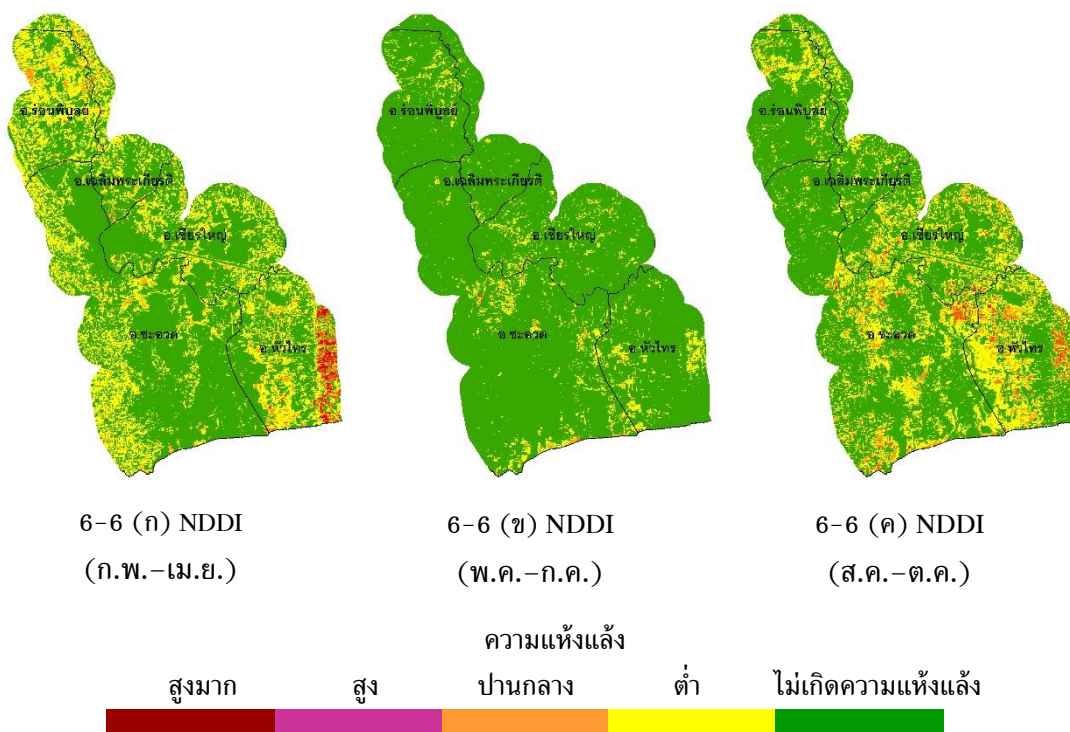 อ.ร่อนพิบูลย์
อ.เฉลิมพระเกียรติ
อ.เชียรใหญ่
อ.ชะอวด
อ.หัวไทร
อ.ร่อนพิบูลย์
อ.เฉลิมพระเกียรติ
อ.เชียรใหญ่
อ.ชะอวด
อ.หัวไทร
อ.ร่อนพิบูลย์
อ.เฉลิมพระเกียรติ
อ.เชียรใหญ่
อ.ชะอวด
อ.หัวไทร
6-6 (ก) NDDI
(ก.พ.-เม.ย.)
6-6 (ข) NDDI
(พ.ค.-ก.ค.)
6-6 (ค) NDDI
(ส.ค.-ต.ค.)
ความแห้งแล้ง
สูงมาก สูง ปานกลาง ต่ำ ไม่เกิดความแห้งแล้ง